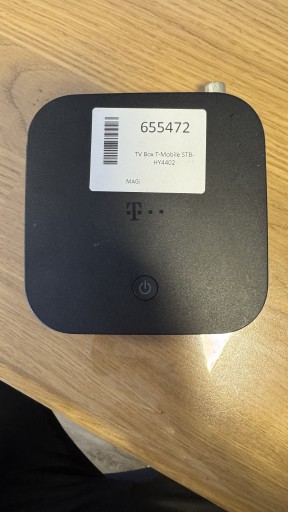 655472
TV Box T-Mobile STB-
HY4402
MAG
T